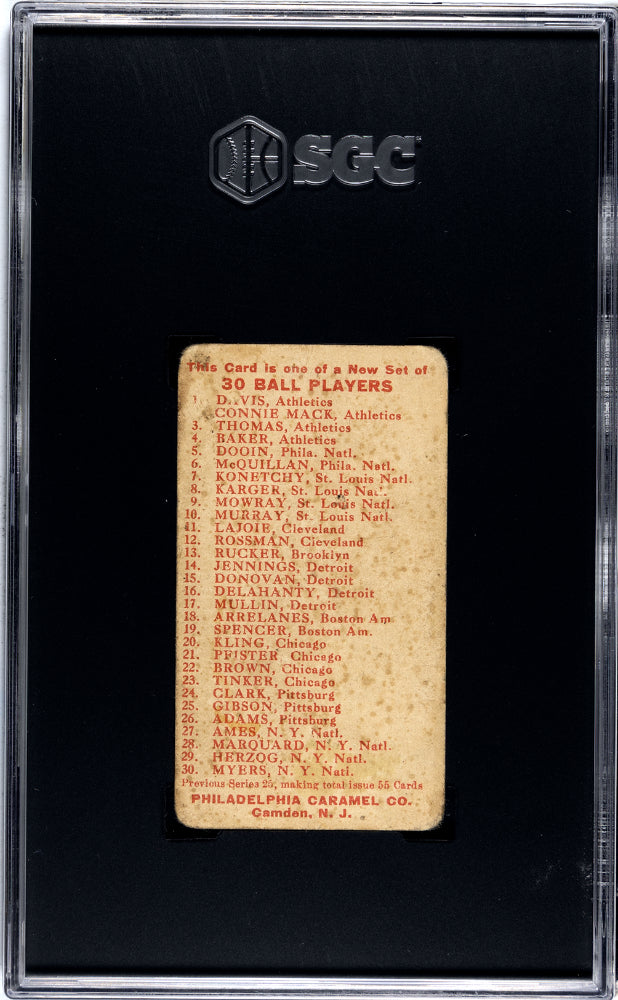 SGC
This Card is one of a New Set of
30 BALL PLAYERS
1. DAVIS, Athletics
CONNIE MACK, Athletics
3. THOMAS, Athletics
4. BAKER, Athletics
5. DOOIN, Phila. Natl.
6. McQUILLAN, Phila. Natl.
7. KONETCHY, St. Louis Natl.
8. KARGER, St. Louis Natl.
9. MOWRAY, St. Louis Natl.
10. MURRAY, St. Louis Natl.
11. LAJOIE, Cleveland
12. ROSSMAN, Cleveland
13. RUCKER, Brooklyn
14. JENNINGS, Detroit
15. DONOVAN, Detroit
16. DELAHANTY, Detroit
17. MULLIN, Detroit
18. ARRELANES, Boston Am.
19. SPENCER, Boston Am.
20. KLING, Chicago
21. PFISTER, Chicago
22. BROWN, Chicago
23. TINKER, Chicago
24. CLARK, Pittsburg
25. GIBSON, Pittsburg
26. ADAMS, Pittsburg
27. AMES, N. Y. Natl.
28. MARQUARD, N. Y. Natl.
29. HERZOG, N. Y. Natl.
30. MYERS, N. Y. Natl.
Previous Series 25, making total issue 55 Cards
PHILADELPHIA CARAMEL CO.
Camden, N. J.